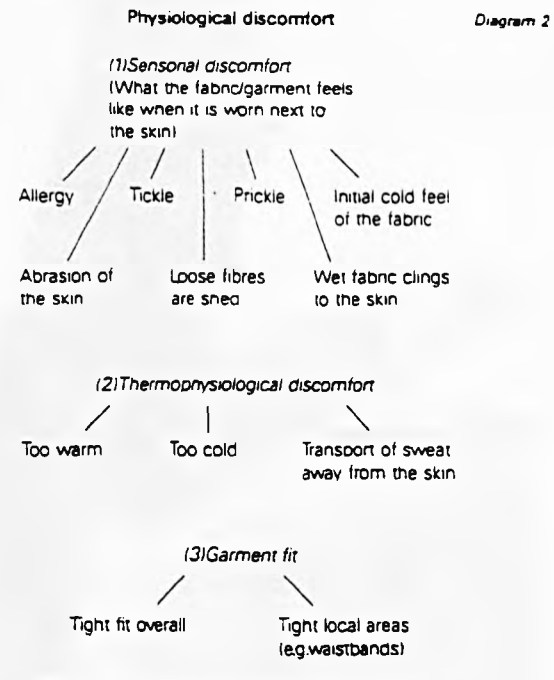 Physiological discomfort
Diagram 2
(1)Sensorial discomfort
(What the fabric/garment feels
like when it is worn next to
the skin)
Allergy Tickle Prickle Initial cold feel
of the fabric
Abrasion of
the skin
Loose fibres
are shed
Wet fabric clings
to the skin
(2)Thermophysiological discomfort
Too warm Too cold Transport of sweat
away from the skin
(3)Garment fit
Tight fit overall Tight local areas
(e.g.waistbands)